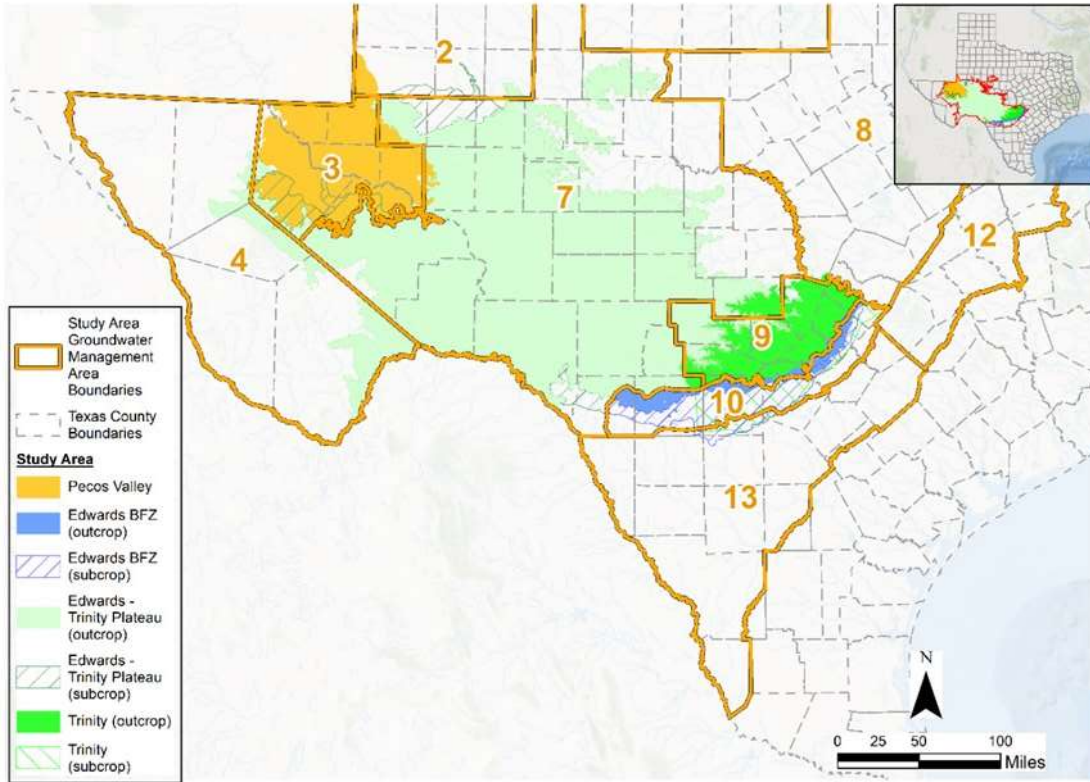 2
8
3
7
12
4
9
10
13
Study Area
Groundwater
Management
Area
Boundaries
Texas County
Boundaries
Study Area
Pecos Valley
Edwards BFZ
(outcrop)
Edwards BFZ
(subcrop)
Edwards -
Trinity Plateau
(outcrop)
Edwards -
Trinity Plateau
(subcrop)
Trinity (outcrop)
Trinity
(subcrop)
N
0 25 50 100
Miles